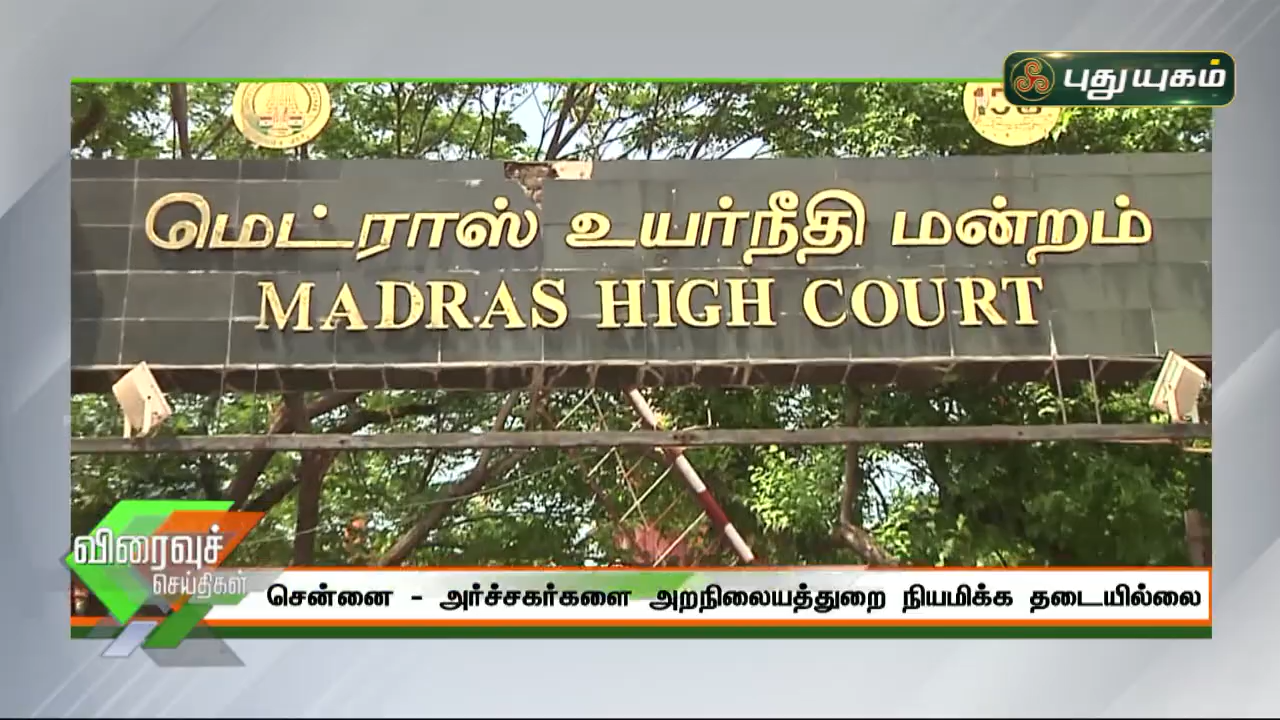 புதுயுகம்
மெட்ராஸ் உயர்நீதி மன்றம்
MADRAS HIGH COURT
விரைவுச்
செய்திகள்
சென்னை - அர்ச்சகர்களை அறநிலையத்துறை நியமிக்க தடையில்லை